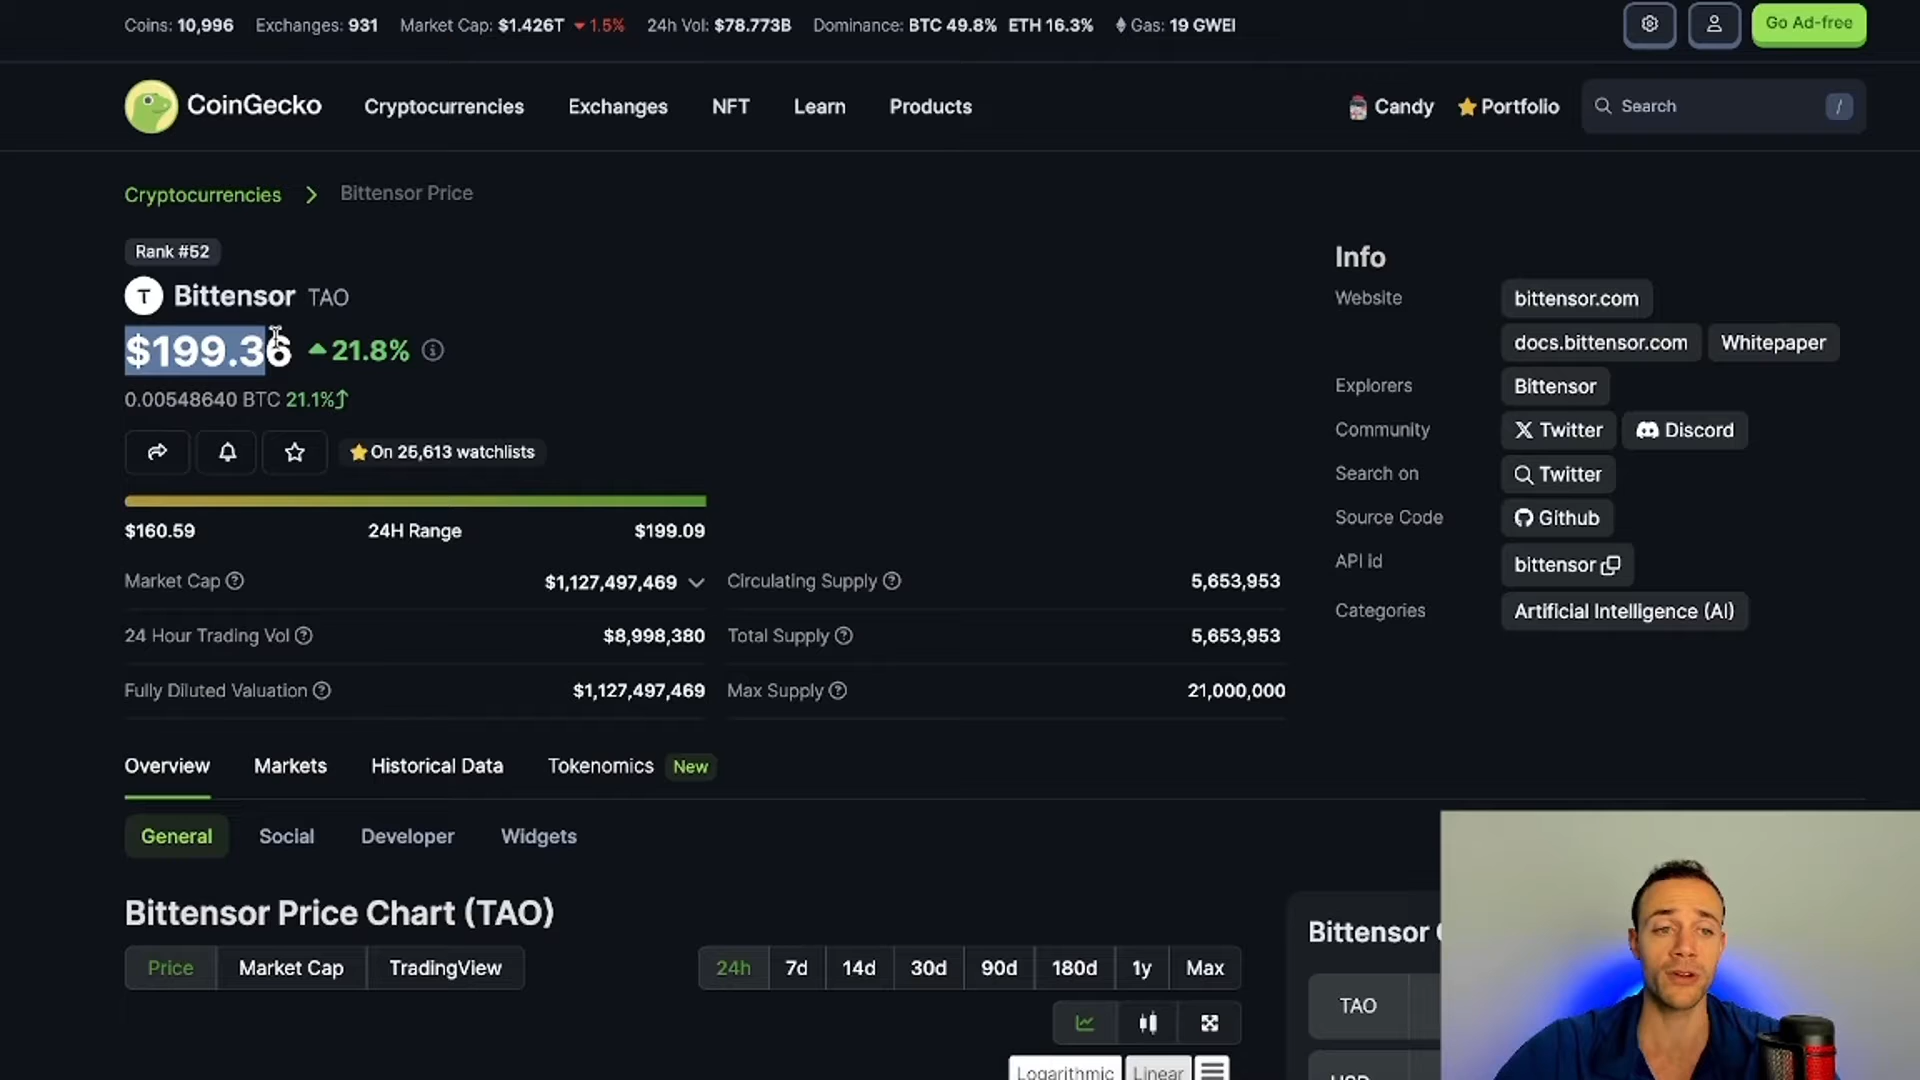 Coins: 10,996 Exchanges: 931 Market Cap: $1.426T 1.5% 24h Vol: $78.773B Dominance: BTC 49.8% ETH 16.3% Gas: 19 GWEI
Go Ad-free
CoinGecko Cryptocurrencies Exchanges NFT Learn Products Candy Portfolio Search /
Cryptocurrencies > Bittensor Price
Rank #52
T Bittensor TAO
$199.36 21.8%
0.00548640 BTC 21.1%
On 25,613 watchlists
$160.59 24H Range $199.09
Market Cap $1,127,497,469 Circulating Supply 5,653,953
24 Hour Trading Vol $8,998,380 Total Supply 5,653,953
Fully Diluted Valuation $1,127,497,469 Max Supply 21,000,000
Info
Website bittensor.com
docs.bittensor.com Whitepaper
Explorers Bittensor
Community X Twitter Discord
Search on Twitter
Source Code Github
API id bittensor
Categories Artificial Intelligence (AI)
Overview Markets Historical Data Tokenomics New
General Social Developer Widgets
Bittensor Price Chart (TAO)
Price Market Cap TradingView 24h 7d 14d 30d 90d 180d 1y Max
Logarithmic Linear
Bittensor
TAO
USD